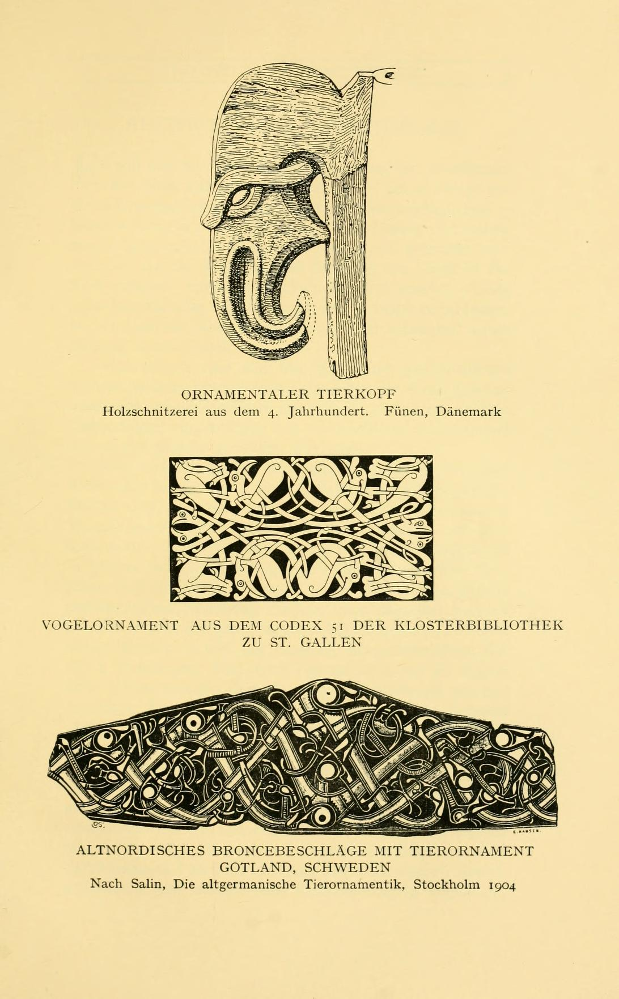 ORNAMENTALER TIERKOPF
Holzschnitzerei aus dem 4. Jahrhundert. Fünen, Dänemark
VOGELORNAMENT AUS DEM CODEX 51 DER KLOSTERBIBLIOTHEK
ZU ST. GALLEN
E. HANSEN.
ALTNORDISCHES BRONCEBESCHLÄGE MIT TIERORNAMENT
GOTLAND, SCHWEDEN
Nach Salin, Die altgermanische Tierornamentik, Stockholm 1904